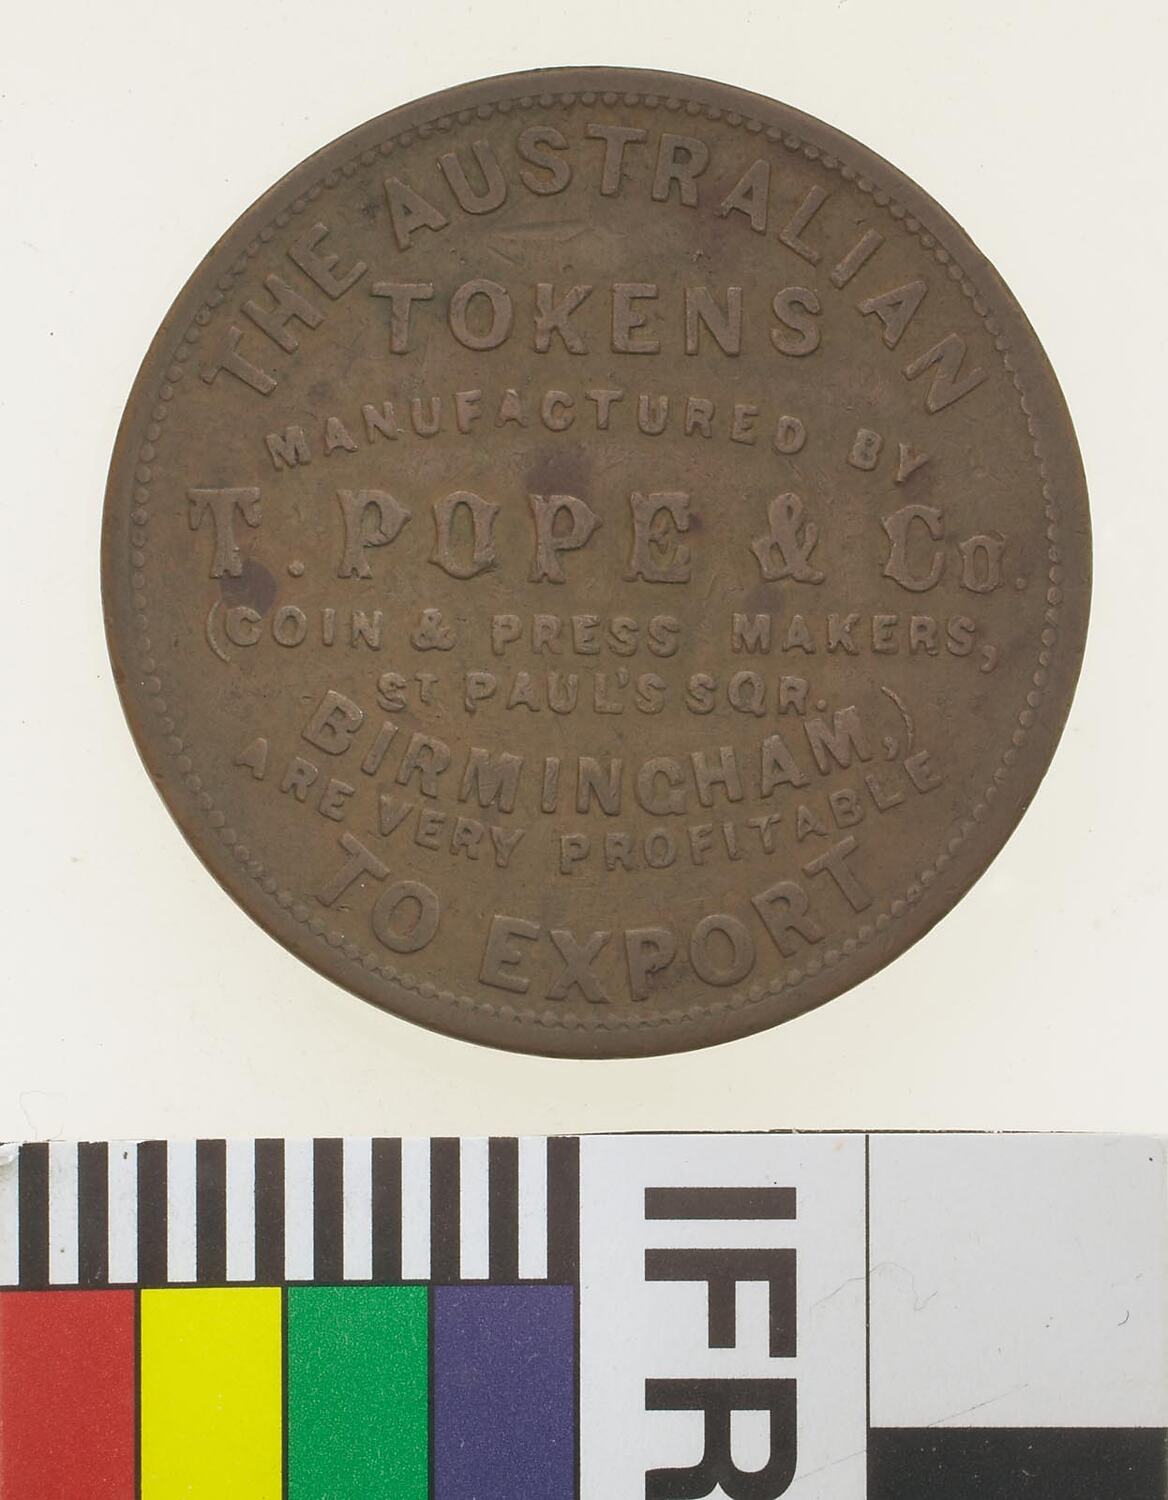 THE AUSTRALIAN
TOKENS
MANUFACTURED BY
T. POPE & Co.
(COIN & PRESS MAKERS,
ST PAUL'S SQR.
BIRMINGHAM,)
ARE VERY PROFITABLE
TO EXPORT
IFR